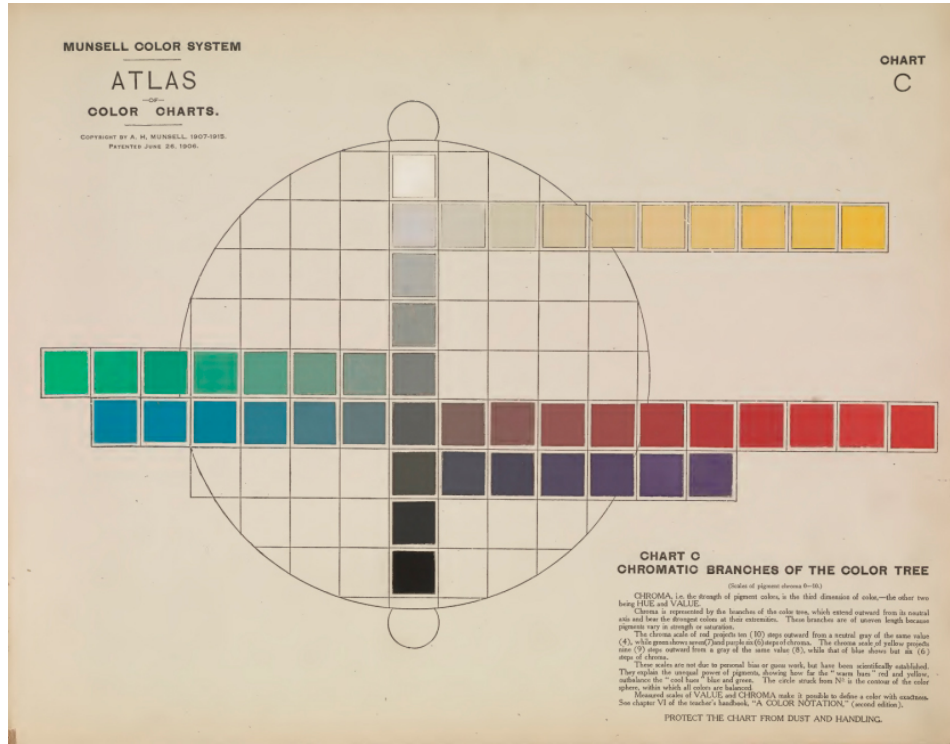 MUNSELL COLOR SYSTEM
ATLAS
—OF—
COLOR CHARTS.
COPYRIGHT BY A. H. MUNSELL, 1907-1915.
PATENTED JUNE 26, 1906.
CHART
C
CHART C
CHROMATIC BRANCHES OF THE COLOR TREE
(Scales of pigment chroma 6—10.)
CHROMA, i.e. the strength of pigment colors, is the third dimension of color,—the other two
being HUE and VALUE.
Chroma is represented by the branches of the color tree, which extend outward from its neutral
axis and bear the strongest colors at their extremities. These branches are of uneven length because
pigments vary in strength or saturation.
The chroma scale of red projects ten (10) steps outward from a neutral gray of the same value
(4), while green shows seven(7)and purple six(6)steps of chroma. The chroma scale of yellow projects
nine (9) steps outward from a gray of the same value (8), while that of blue shows but six (6)
steps of chroma.
These scales are not due to personal bias or guess work, but have been scientifically established.
They explain the unequal power of pigments, showing how far the "warm hues" red and yellow,
outbalance the "cool hues" blue and green. The circle struck from N⁵ is the contour of the color
sphere, within which all colors are balanced.
Measured scales of VALUE and CHROMA make it possible to define a color with exactness.
See chapter VI of the teacher's handbook, "A COLOR NOTATION," (second edition).
PROTECT THE CHART FROM DUST AND HANDLING.